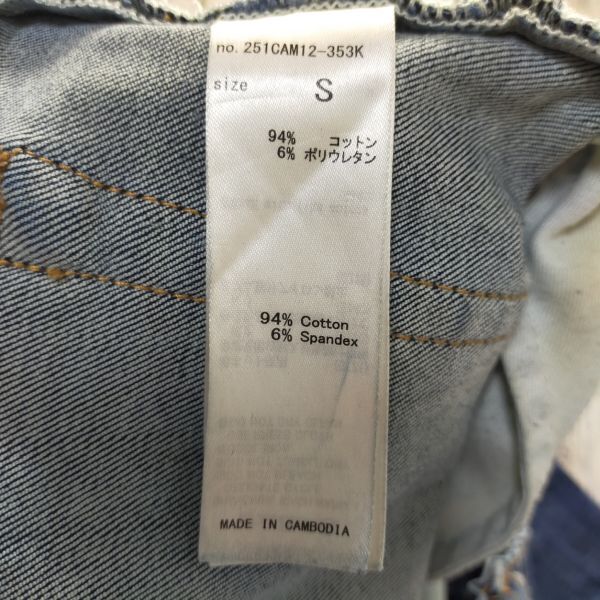 no. 251CAM12-353K
size S
94% コットン
6% ポリウレタン
94% Cotton
6% Spandex
MADE IN CAMBODIA